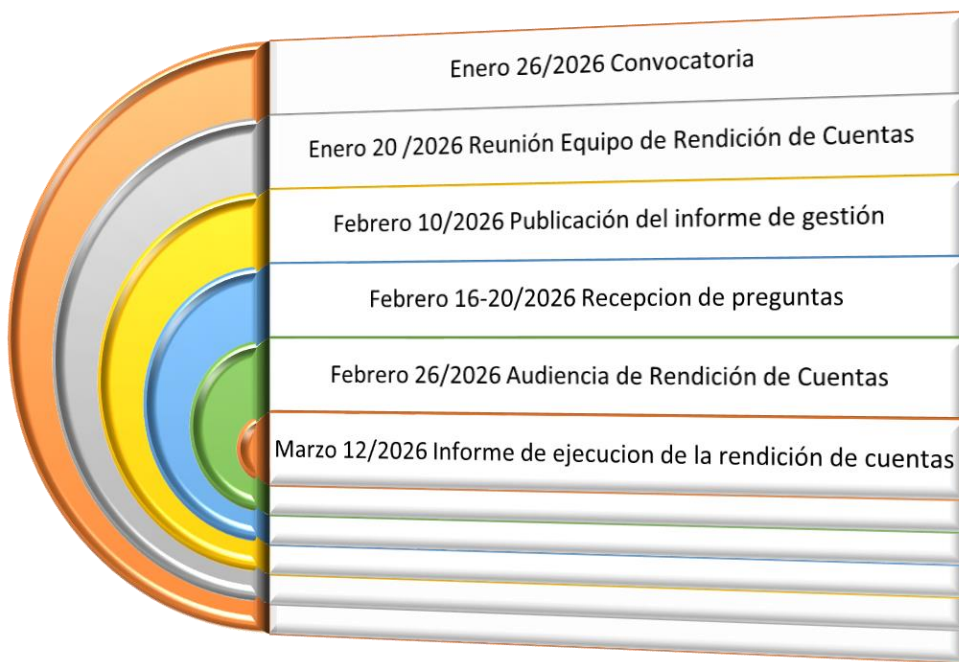 Enero 26/2026 Convocatoria
Enero 20 /2026 Reunión Equipo de Rendición de Cuentas
Febrero 10/2026 Publicación del informe de gestión
Febrero 16-20/2026 Recepcion de preguntas
Febrero 26/2026 Audiencia de Rendición de Cuentas
Marzo 12/2026 Informe de ejecucion de la rendición de cuentas